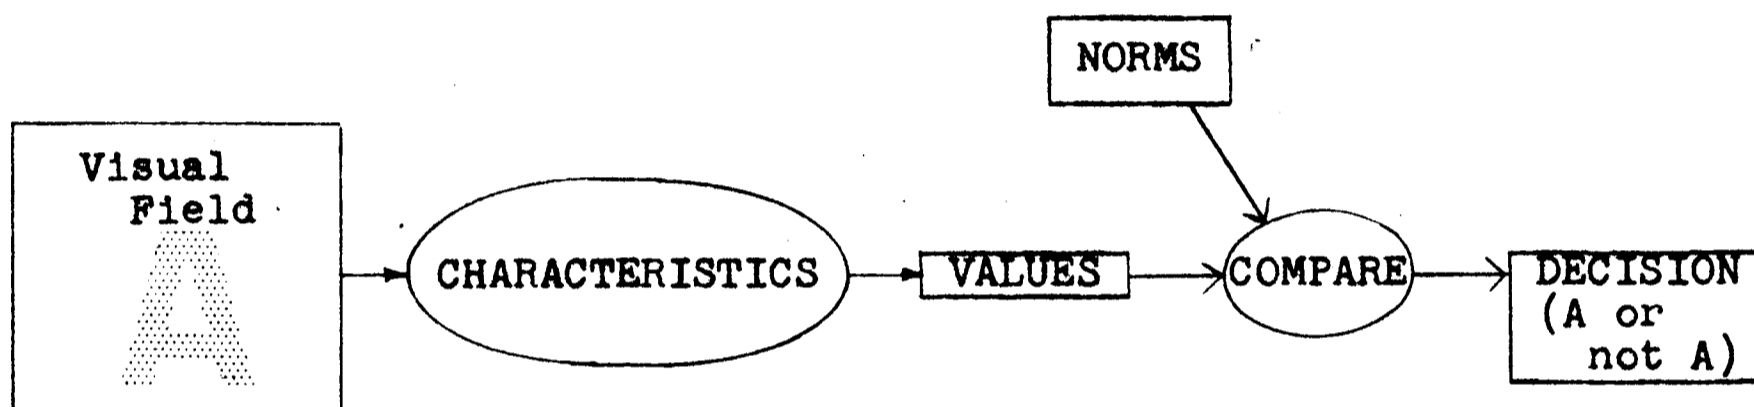 NORMS
Visual
Field
A
CHARACTERISTICS
VALUES
COMPARE
DECISION
(A or
not A)